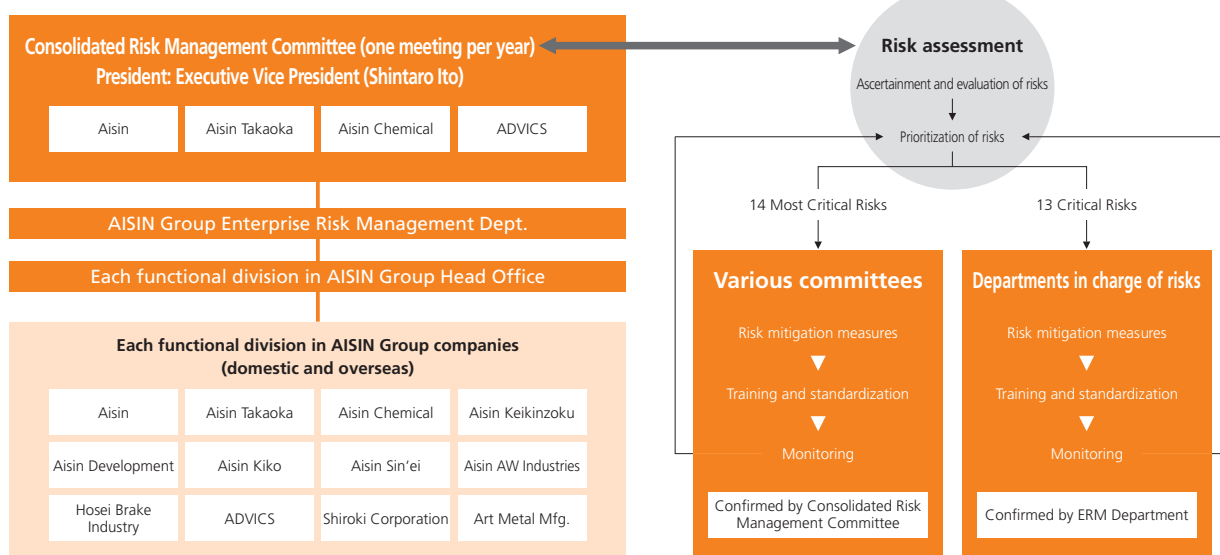 Consolidated Risk Management Committee (one meeting per year)
President: Executive Vice President (Shintaro Ito)
Aisin
Aisin Takaoka
Aisin Chemical
ADVICS
AISIN Group Enterprise Risk Management Dept.
Each functional division in AISIN Group Head Office
Each functional division in AISIN Group companies
(domestic and overseas)
Aisin
Aisin Takaoka
Aisin Chemical
Aisin Keikinzoku
Aisin Development
Aisin Kiko
Aisin Sin'ei
Aisin AW Industries
Hosei Brake
Industry
ADVICS
Shiroki Corporation
Art Metal Mfg.
Risk assessment
Ascertainment and evaluation of risks
Prioritization of risks
14 Most Critical Risks
13 Critical Risks
Various committees
Risk mitigation measures
Training and standardization
Monitoring
Confirmed by Consolidated Risk
Management Committee
Departments in charge of risks
Risk mitigation measures
Training and standardization
Monitoring
Confirmed by ERM Department